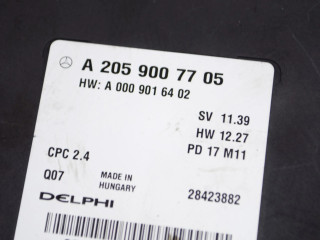 A 205 900 77 05
HW: A 000 901 64 02
SV 11.39
HW 12.27
CPC 2.4
PD 17 M11
Q07
MADE IN
HUNGARY
28423882
DELPHI